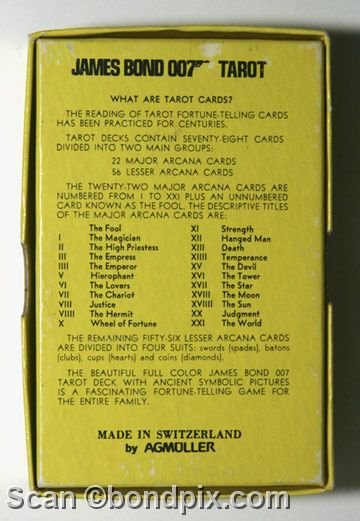 JAMES BOND 007 TAROT
WHAT ARE TAROT CARDS?
THE READING OF TAROT FORTUNE-TELLING CARDS
HAS BEEN PRACTICED FOR CENTURIES.
TAROT DECKS CONTAIN SEVENTY-EIGHT CARDS
DIVIDED INTO TWO MAIN GROUPS:
22 MAJOR ARCANA CARDS
56 LESSER ARCANA CARDS
THE TWENTY-TWO MAJOR ARCANA CARDS ARE
NUMBERED FROM I TO XXI PLUS AN UNNUMBERED
CARD KNOWN AS THE FOOL. THE DESCRIPTIVE TITLES
OF THE MAJOR ARCANA CARDS ARE:
The Fool
I The Magician
II The High Priestess
III The Empress
IIII The Emperor
V Hierophant
VI The Lovers
VII The Chariot
VIII Justice
VIIII The Hermit
X Wheel of Fortune
XI Strength
XII Hanged Man
XIII Death
XIIII Temperance
XV The Devil
XVI The Tower
XVII The Star
XVIII The Moon
XVIIII The Sun
XX Judgment
XXI The World
THE REMAINING FIFTY-SIX LESSER ARCANA CARDS
ARE DIVIDED INTO FOUR SUITS: swords (spades), batons
(clubs), cups (hearts) and coins (diamonds).
THE BEAUTIFUL FULL COLOR JAMES BOND 007
TAROT DECK WITH ANCIENT SYMBOLIC PICTURES
IS A FASCINATING FORTUNE-TELLING GAME FOR
THE ENTIRE FAMILY.
MADE IN SWITZERLAND
by AGMÜLLER
Scan ©bondpix.com